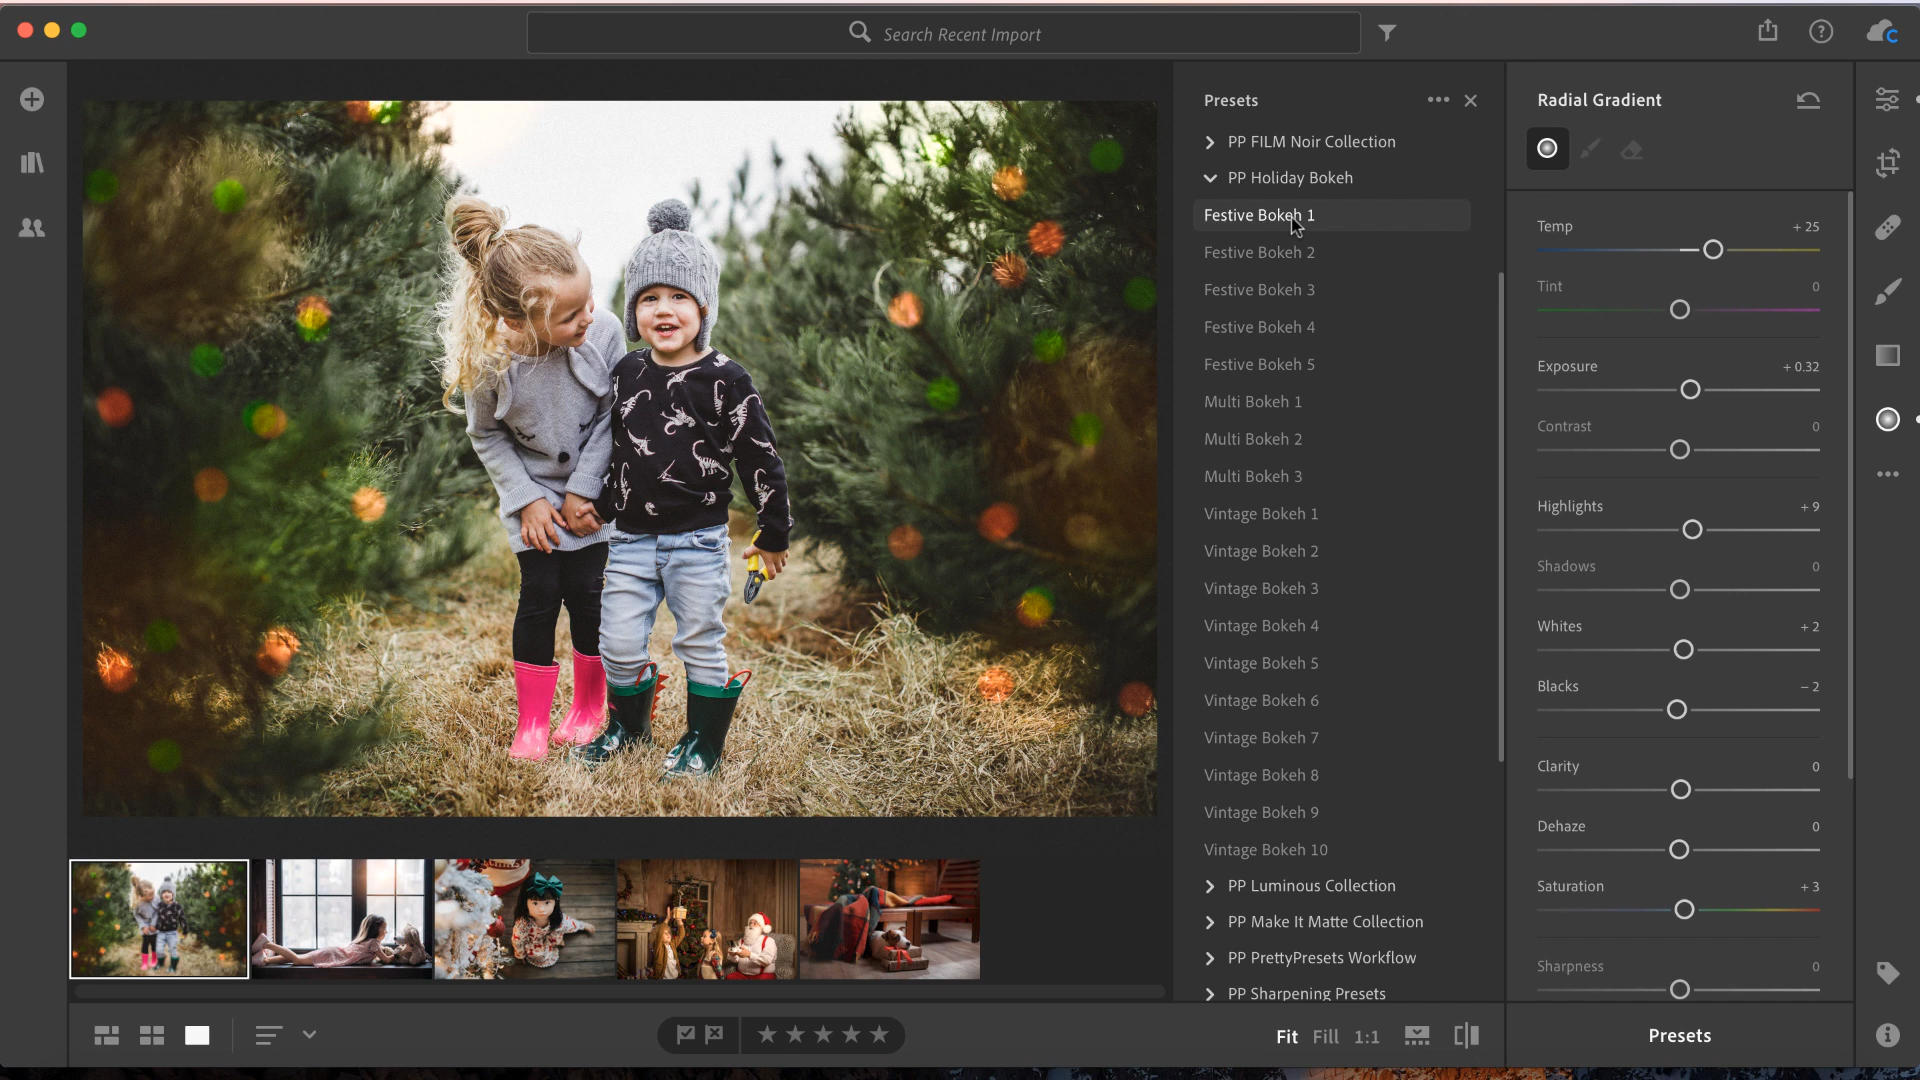 Search Recent Import
?
C
Presets
PP FILM Noir Collection
PP Holiday Bokeh
Festive Bokeh 1
Festive Bokeh 2
Festive Bokeh 3
Festive Bokeh 4
Festive Bokeh 5
Multi Bokeh 1
Multi Bokeh 2
Multi Bokeh 3
Vintage Bokeh 1
Vintage Bokeh 2
Vintage Bokeh 3
Vintage Bokeh 4
Vintage Bokeh 5
Vintage Bokeh 6
Vintage Bokeh 7
Vintage Bokeh 8
Vintage Bokeh 9
Vintage Bokeh 10
PP Luminous Collection
PP Make It Matte Collection
PP PrettyPresets Workflow
PP Sharpening Presets
Radial Gradient
Temp + 25
Tint 0
Exposure + 0.32
Contrast 0
Highlights + 9
Shadows 0
Whites + 2
Blacks – 2
Clarity 0
Dehaze 0
Saturation + 3
Sharpness 0
Fit Fill 1:1
Presets